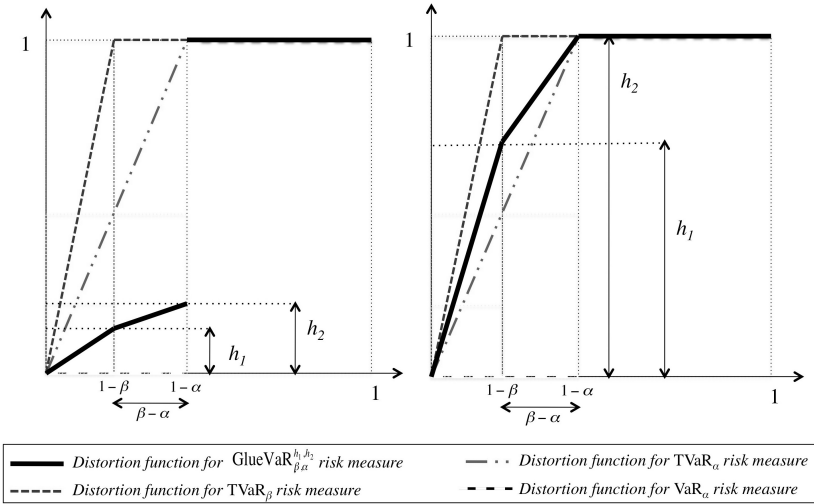 1
h₂
h₁
1 − β
1 − α
1
β − α
1
h₂
h₁
1 − β
1 − α
1
β − α
Distortion function for GlueVaR_{β,α}^{h₁,h₂} risk measure
Distortion function for TVaR_α risk measure
Distortion function for TVaR_β risk measure
Distortion function for VaR_α risk measure